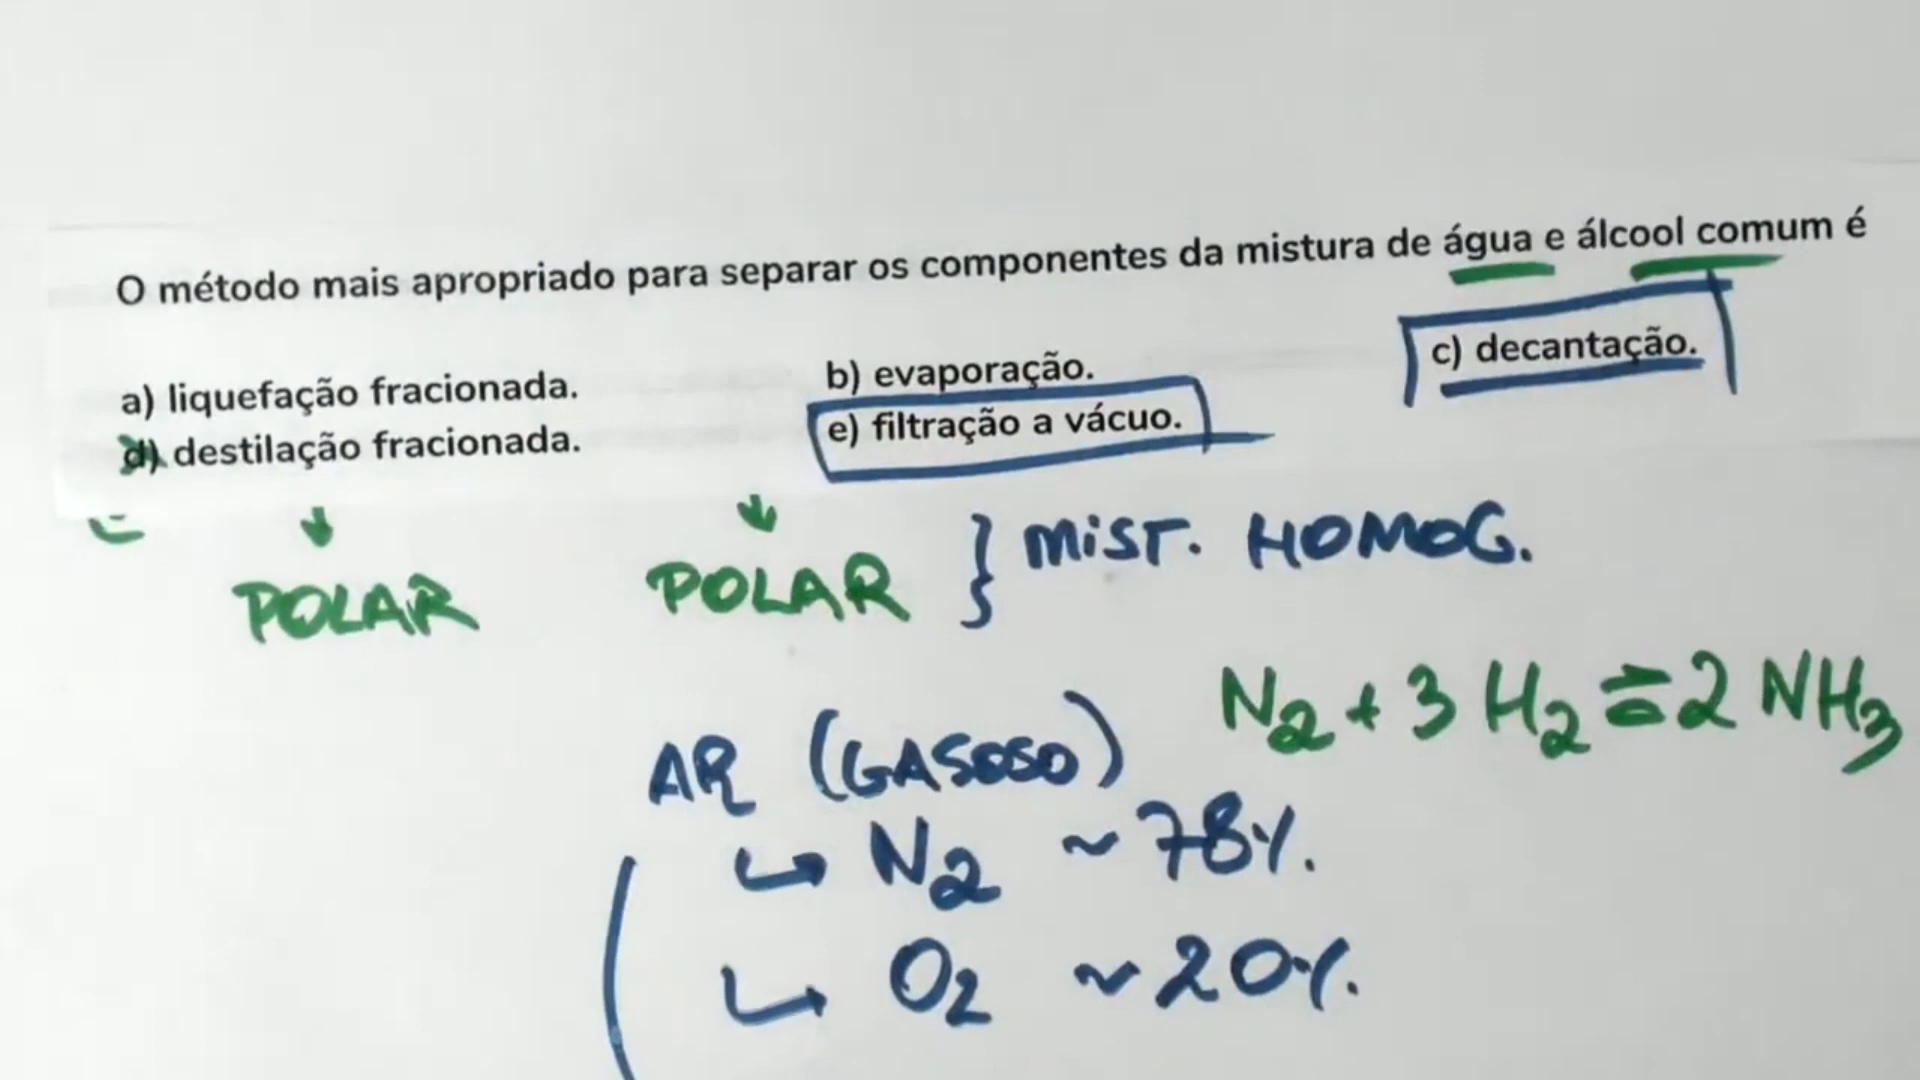 O método mais apropriado para separar os componentes da mistura de água e álcool comum é
a) liquefação fracionada.
b) evaporação.
c) decantação.
d) destilação fracionada.
e) filtração a vácuo.
POLAR POLAR } MIST. HOMOG.
N2 + 3 H2 ⇌ 2 NH3
AR (GASOSO)
↳ N2 ~ 78%.
↳ O2 ~ 20%.